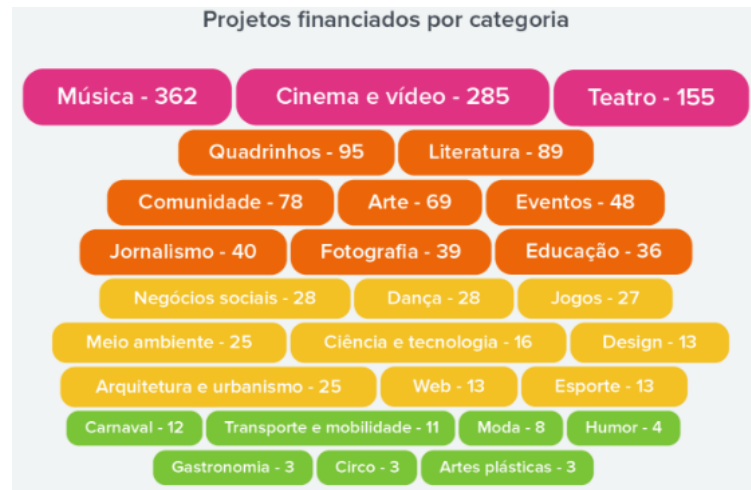 Projetos financiados por categoria
Música - 362 Cinema e vídeo - 285 Teatro - 155
Quadrinhos - 95 Literatura - 89
Comunidade - 78 Arte - 69 Eventos - 48
Jornalismo - 40 Fotografia - 39 Educação - 36
Negócios sociais - 28 Dança - 28 Jogos - 27
Meio ambiente - 25 Ciência e tecnologia - 16 Design - 13
Arquitetura e urbanismo - 25 Web - 13 Esporte - 13
Carnaval - 12 Transporte e mobilidade - 11 Moda - 8 Humor - 4
Gastronomia - 3 Circo - 3 Artes plásticas - 3